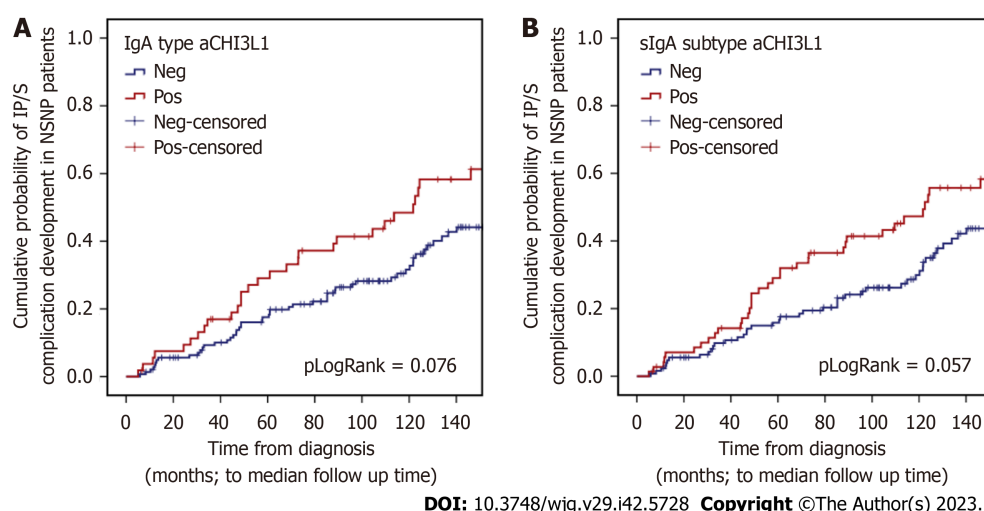 A
Cumulative probability of IP/S
complication development in NSNP patients
1.0
0.8
0.6
0.4
0.2
0.0
IgA type aCHI3L1
Neg
Pos
Neg-censored
Pos-censored
pLogRank = 0.076
0 20 40 60 80 100 120 140
Time from diagnosis
(months; to median follow up time)
B
Cumulative probability of IP/S
complication development in NSNP patients
1.0
0.8
0.6
0.4
0.2
0.0
sIgA subtype aCHI3L1
Neg
Pos
Neg-censored
Pos-censored
pLogRank = 0.057
0 20 40 60 80 100 120 140
Time from diagnosis
(months; to median follow up time)
DOI: 10.3748/wjg.v29.i42.5728 Copyright ©The Author(s) 2023.